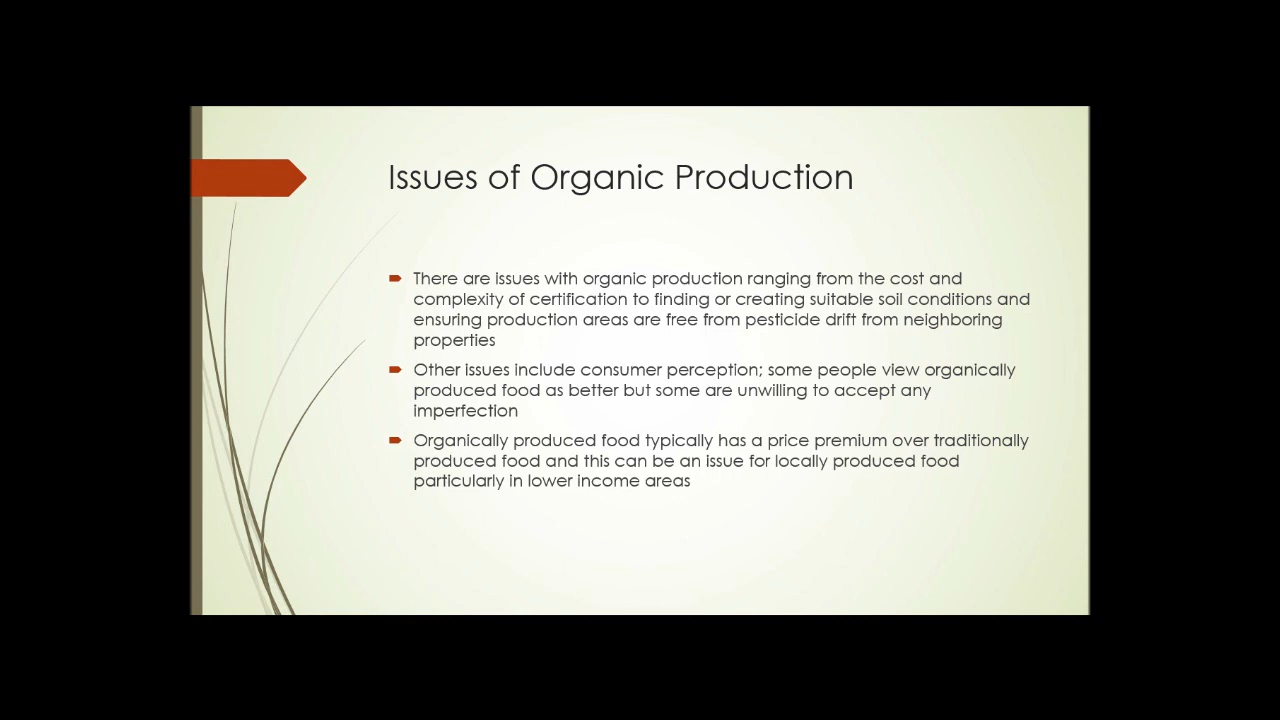 Issues of Organic Production
There are issues with organic production ranging from the cost and
complexity of certification to finding or creating suitable soil conditions and
ensuring production areas are free from pesticide drift from neighboring
properties
Other issues include consumer perception; some people view organically
produced food as better but some are unwilling to accept any
imperfection
Organically produced food typically has a price premium over traditionally
produced food and this can be an issue for locally produced food
particularly in lower income areas